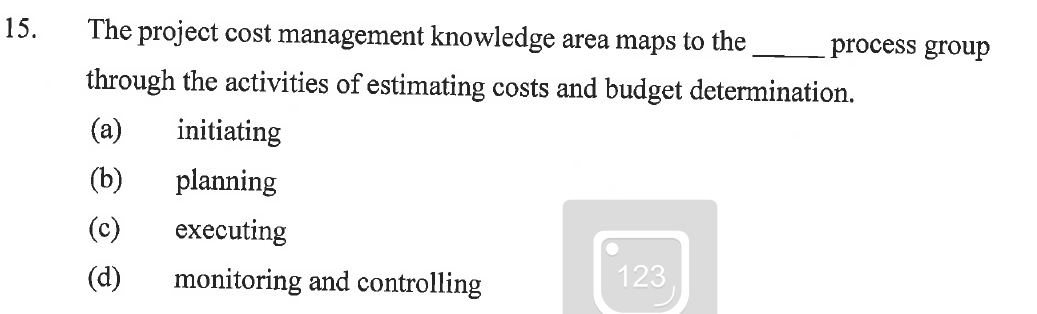 15. The project cost management knowledge area maps to the _____ process group
through the activities of estimating costs and budget determination.
(a) initiating
(b) planning
(c) executing
(d) monitoring and controlling
123